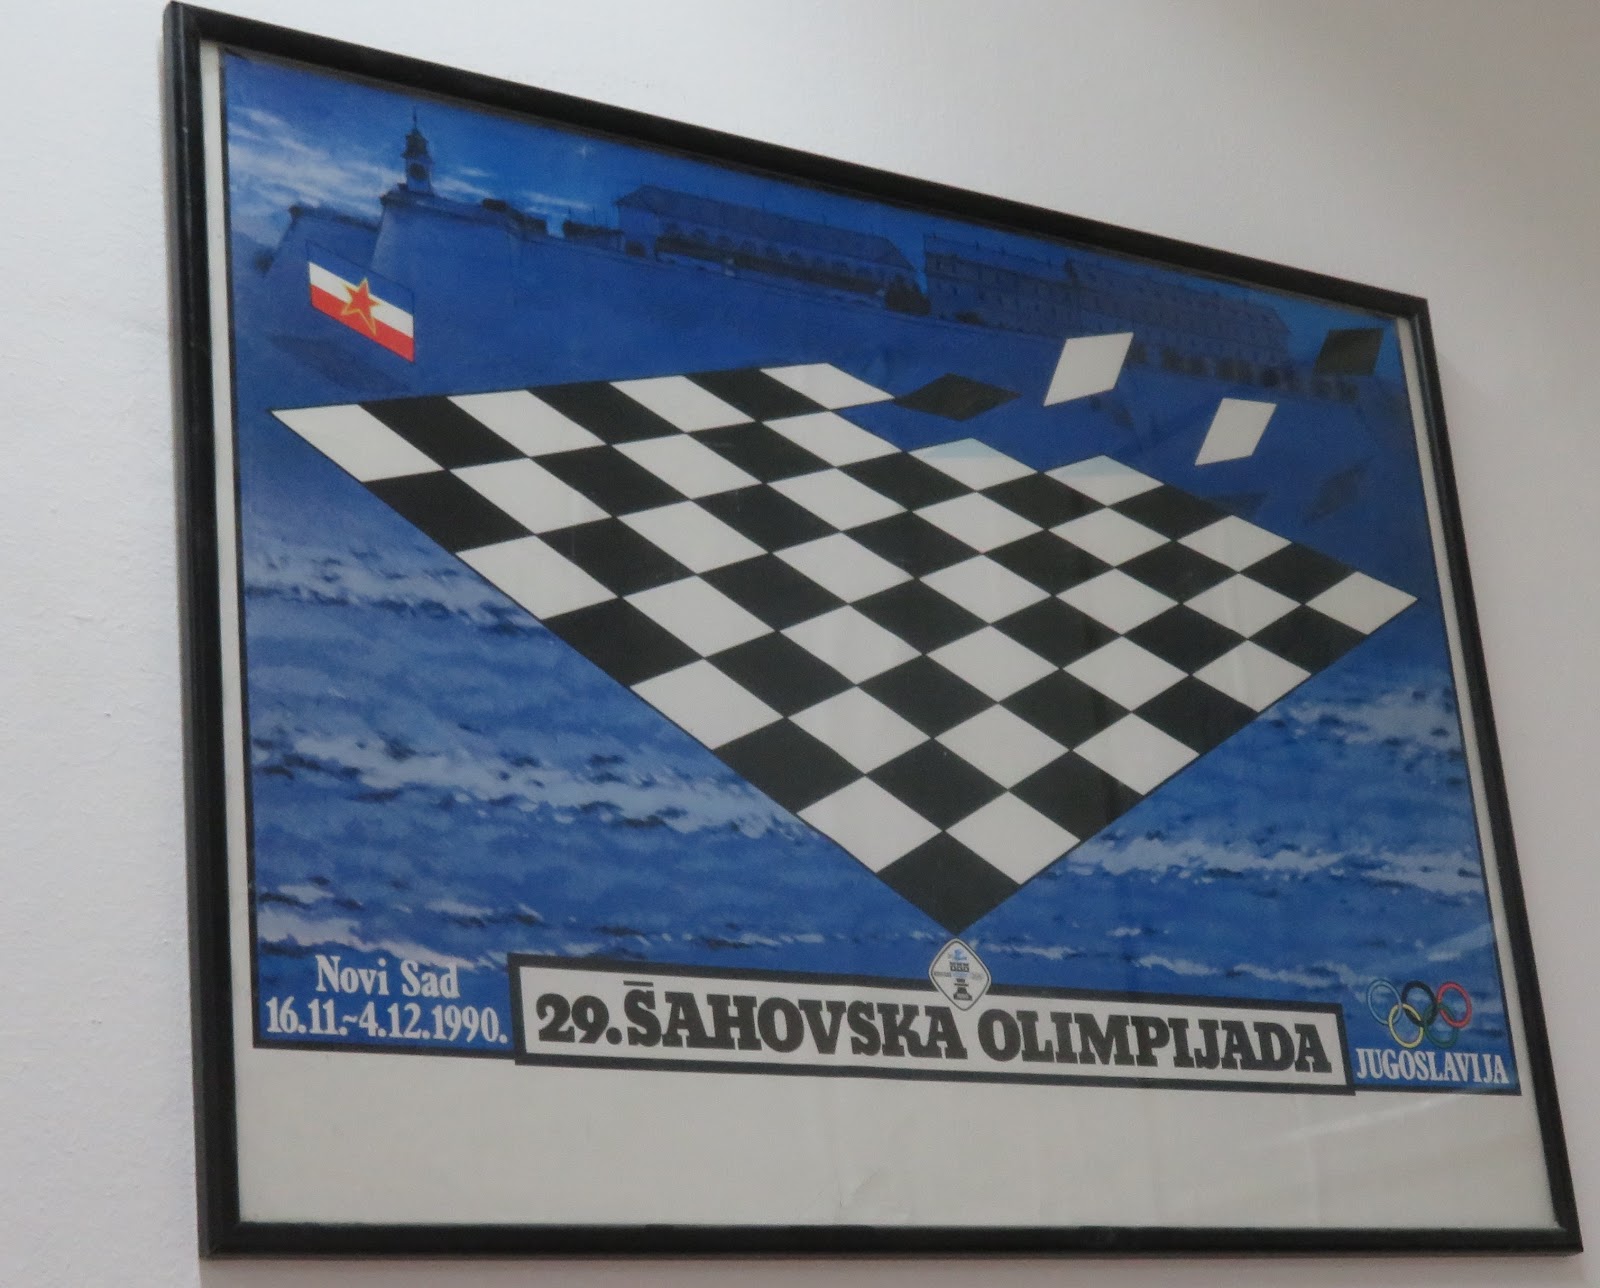 Novi Sad
16.11.~4.12.1990.
29. ŠAHOVSKA OLIMPIJADA
JUGOSLAVIJA